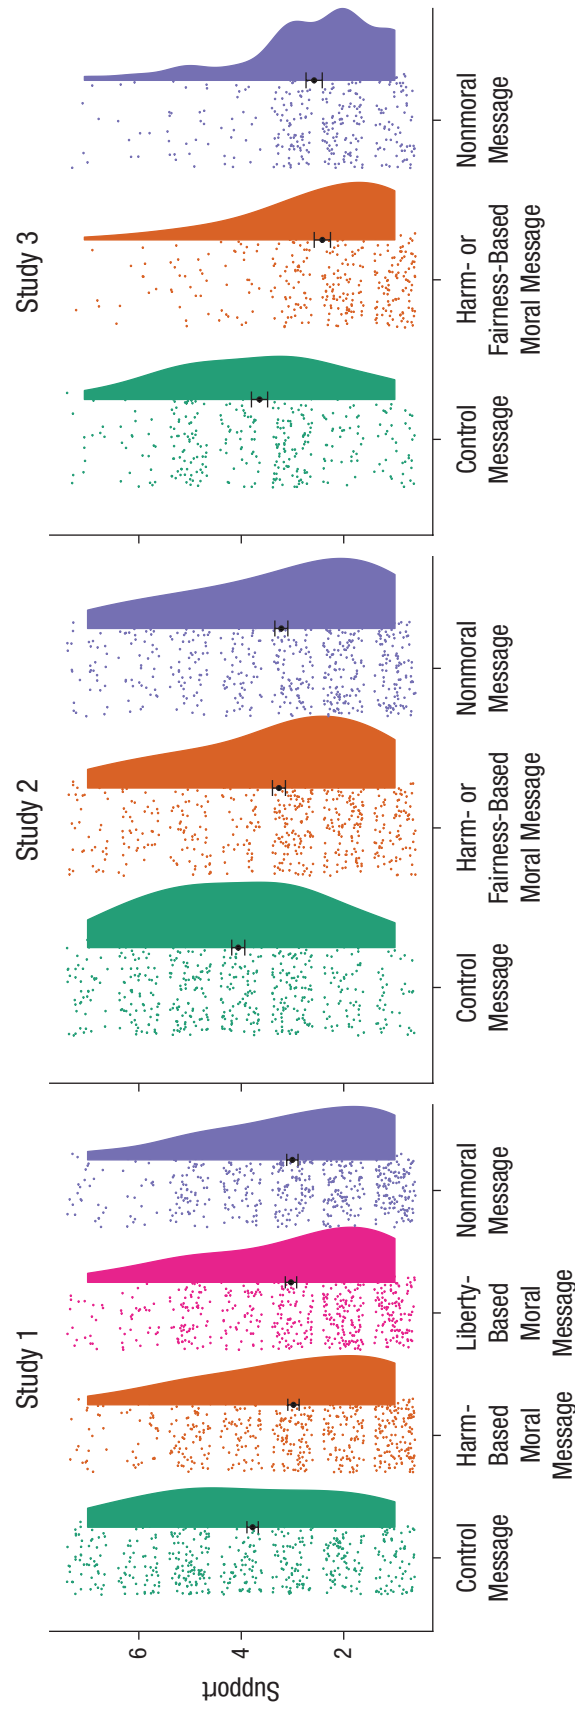 Study 1
Study 2
Study 3
Support
6
4
2
Control
Message
Harm-
Based
Moral
Message
Liberty-
Based
Moral
Message
Nonmoral
Message
Control
Message
Harm- or
Fairness-Based
Moral Message
Nonmoral
Message
Control
Message
Harm- or
Fairness-Based
Moral Message
Nonmoral
Message